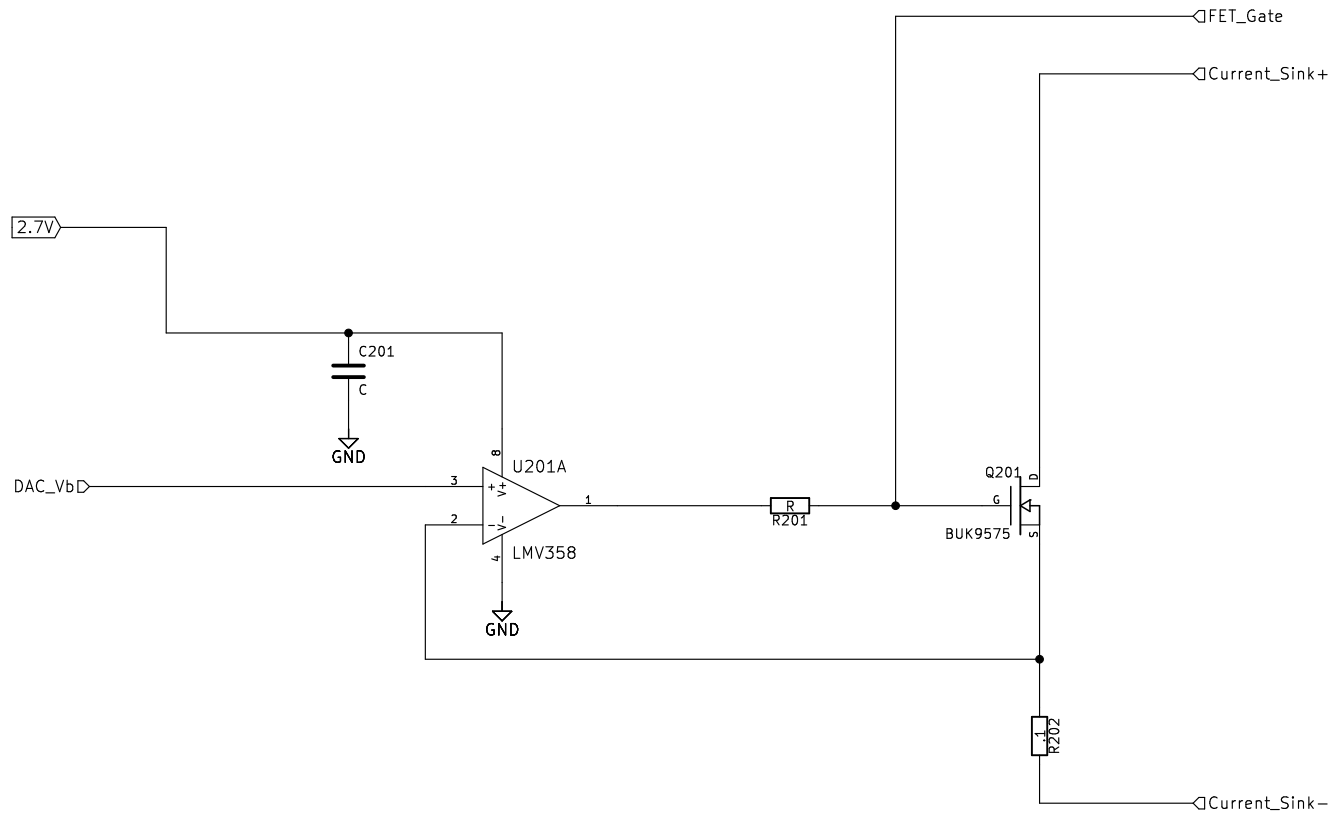 FET_Gate
Current_Sink+
2.7V
C201
C
GND
8
U201A
DAC_Vb
3
+
V+
1
R
R201
Q201
D
G
BUK9575
S
2
-
V-
4
LMV358
GND
.1
R202
Current_Sink-